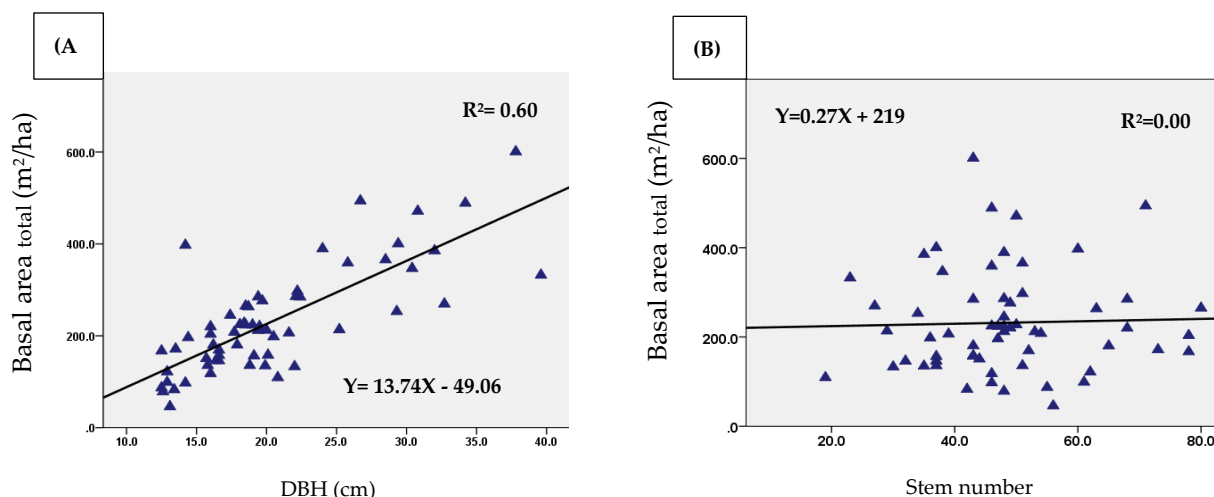 (A
R²= 0.60
Basal area total (m²/ha)
600.0
400.0
200.0
.0
Y= 13.74X - 49.06
10.0 15.0 20.0 25.0 30.0 35.0 40.0
DBH (cm)
(B)
Y=0.27X + 219 R²=0.00
Basal area total (m²/ha)
600.0
400.0
200.0
.0
20.0 40.0 60.0 80.0
Stem number